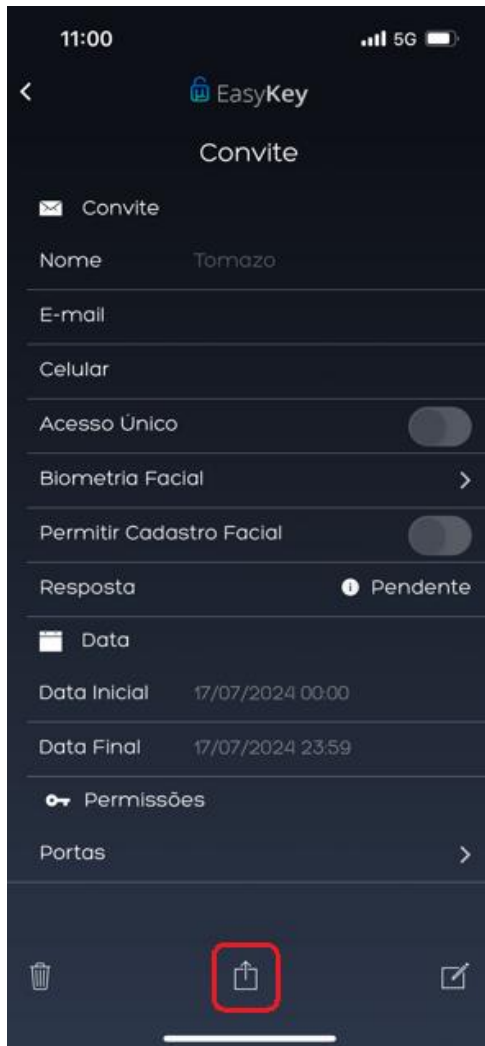 11:00
5G
EasyKey
Convite
Convite
Nome Tomazo
E-mail
Celular
Acesso Único
Biometria Facial
Permitir Cadastro Facial
Resposta Pendente
Data
Data Inicial 17/07/2024 00:00
Data Final 17/07/2024 23:59
Permissões
Portas